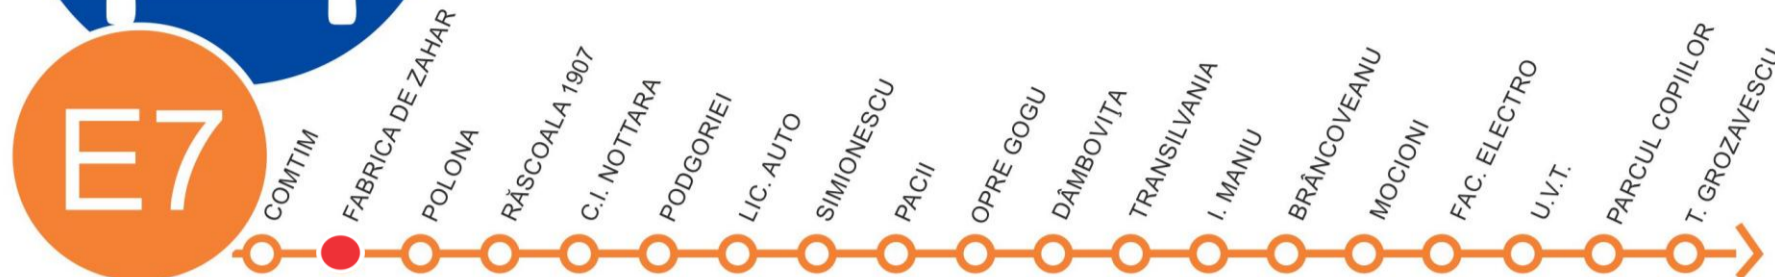 E7
COMTIM
FABRICA DE ZAHAR
POLONA
RĂSCOALA 1907
C.I. NOTTARA
PODGORIEI
LIC. AUTO
SIMIONESCU
PACII
OPRE GOGU
DÂMBOVIŢA
TRANSILVANIA
I. MANIU
BRÂNCOVEANU
MOCIONI
FAC. ELECTRO
U.V.T.
PARCUL COPIILOR
T. GROZAVESCU